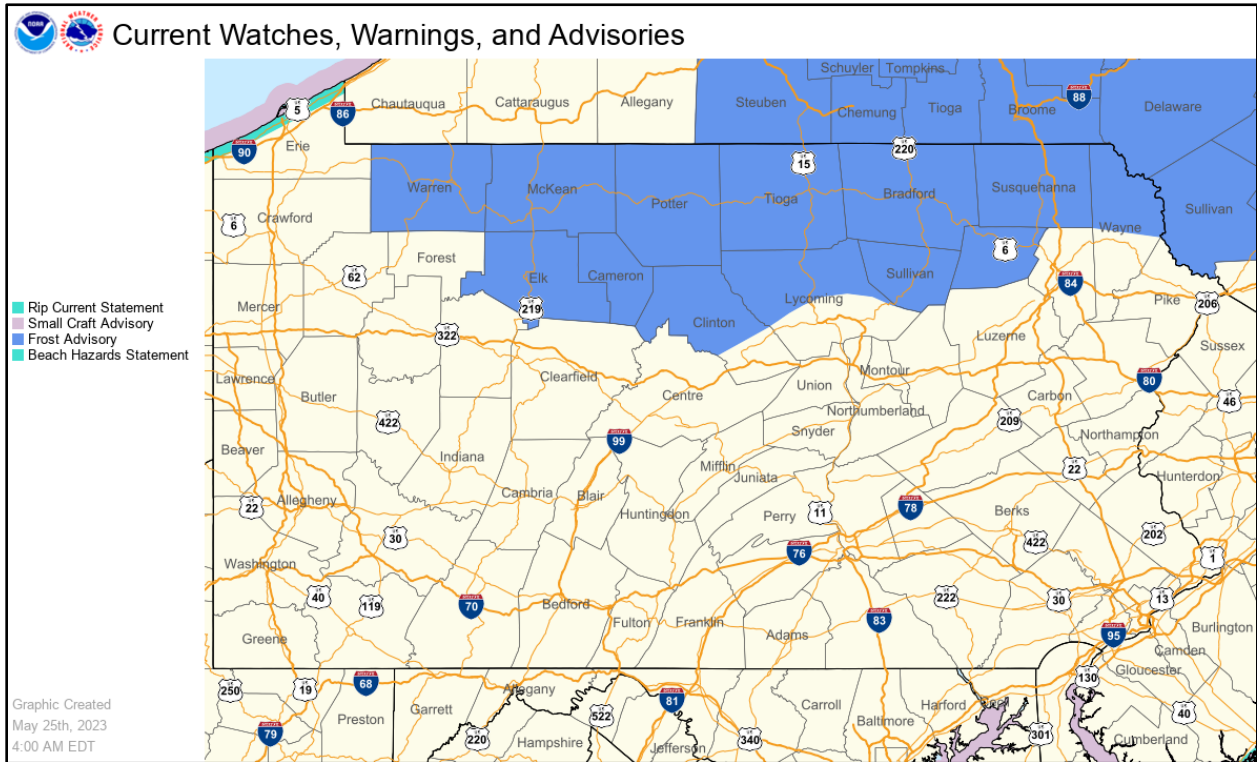 Current Watches, Warnings, and Advisories
Schuyler Tompkins
Chautauqua Cattaraugus Allegany Steuben Chemung Tioga Broome 88 Delaware
5
86
90
Erie
15
220
Warren McKean Potter Tioga Bradford Susquehanna
Crawford
6
Wayne Sullivan
Forest
62
Elk Cameron Sullivan
6
84
Mercer
219
Lycoming
Pike
206
Rip Current Statement
Small Craft Advisory
Frost Advisory
Beach Hazards Statement
322
Clinton
Luzerne
Sussex
Lawrence
Butler
Clearfield
Centre
Union
Montour
Carbon
80
46
422
99
Northumberland
209
Snyder
Northampton
Beaver
Indiana
Mifflin
Juniata
22
Hunterdon
Allegheny
22
Cambria
Blair
Huntingdon
Perry
11
78
Berks
30
76
422
202
1
Washington
40
119
70
Bedford
Fulton
Franklin
Adams
83
222
30
13
Burlington
Greene
95
Camden
Gloucester
250
19
68
Allegany
81
Carroll
Harford
Cecil
130
Preston
Garrett
522
Baltimore
40
79
220
Hampshire
Jefferson
340
301
Cumberland
Graphic Created
May 25th, 2023
4:00 AM EDT